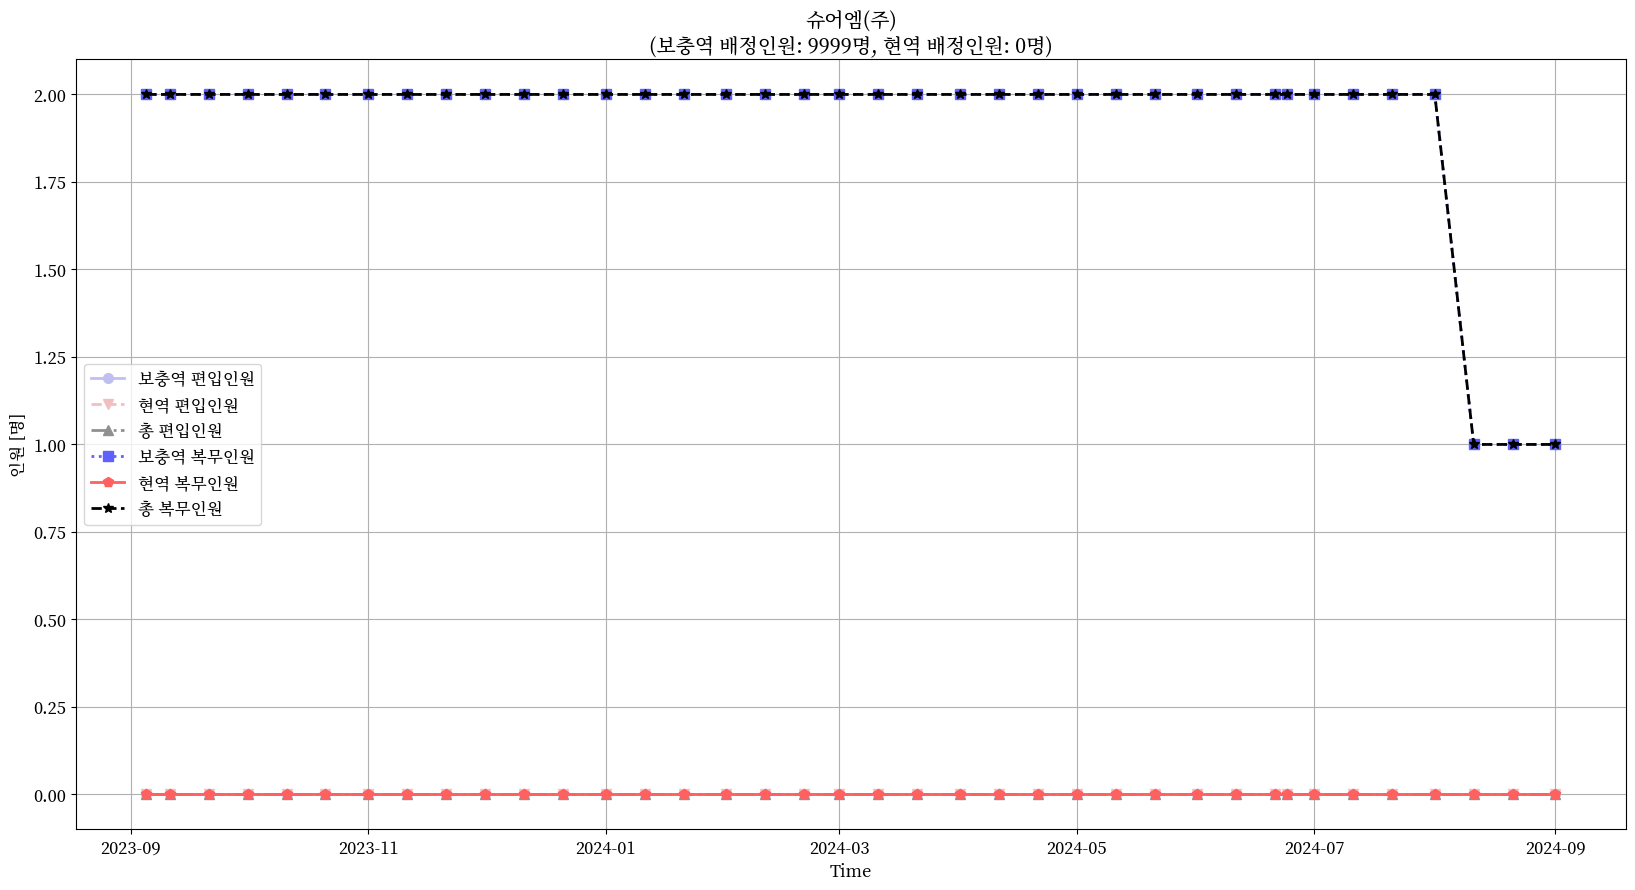 슈어엠(주)
(보충역 배정인원: 9999명, 현역 배정인원: 0명)
인원 [명]
2.00
1.75
1.50
1.25
1.00
0.75
0.50
0.25
0.00
보충역 편입인원
현역 편입인원
총 편입인원
보충역 복무인원
현역 복무인원
총 복무인원
2023-09
2023-11
2024-01
2024-03
2024-05
2024-07
2024-09
Time